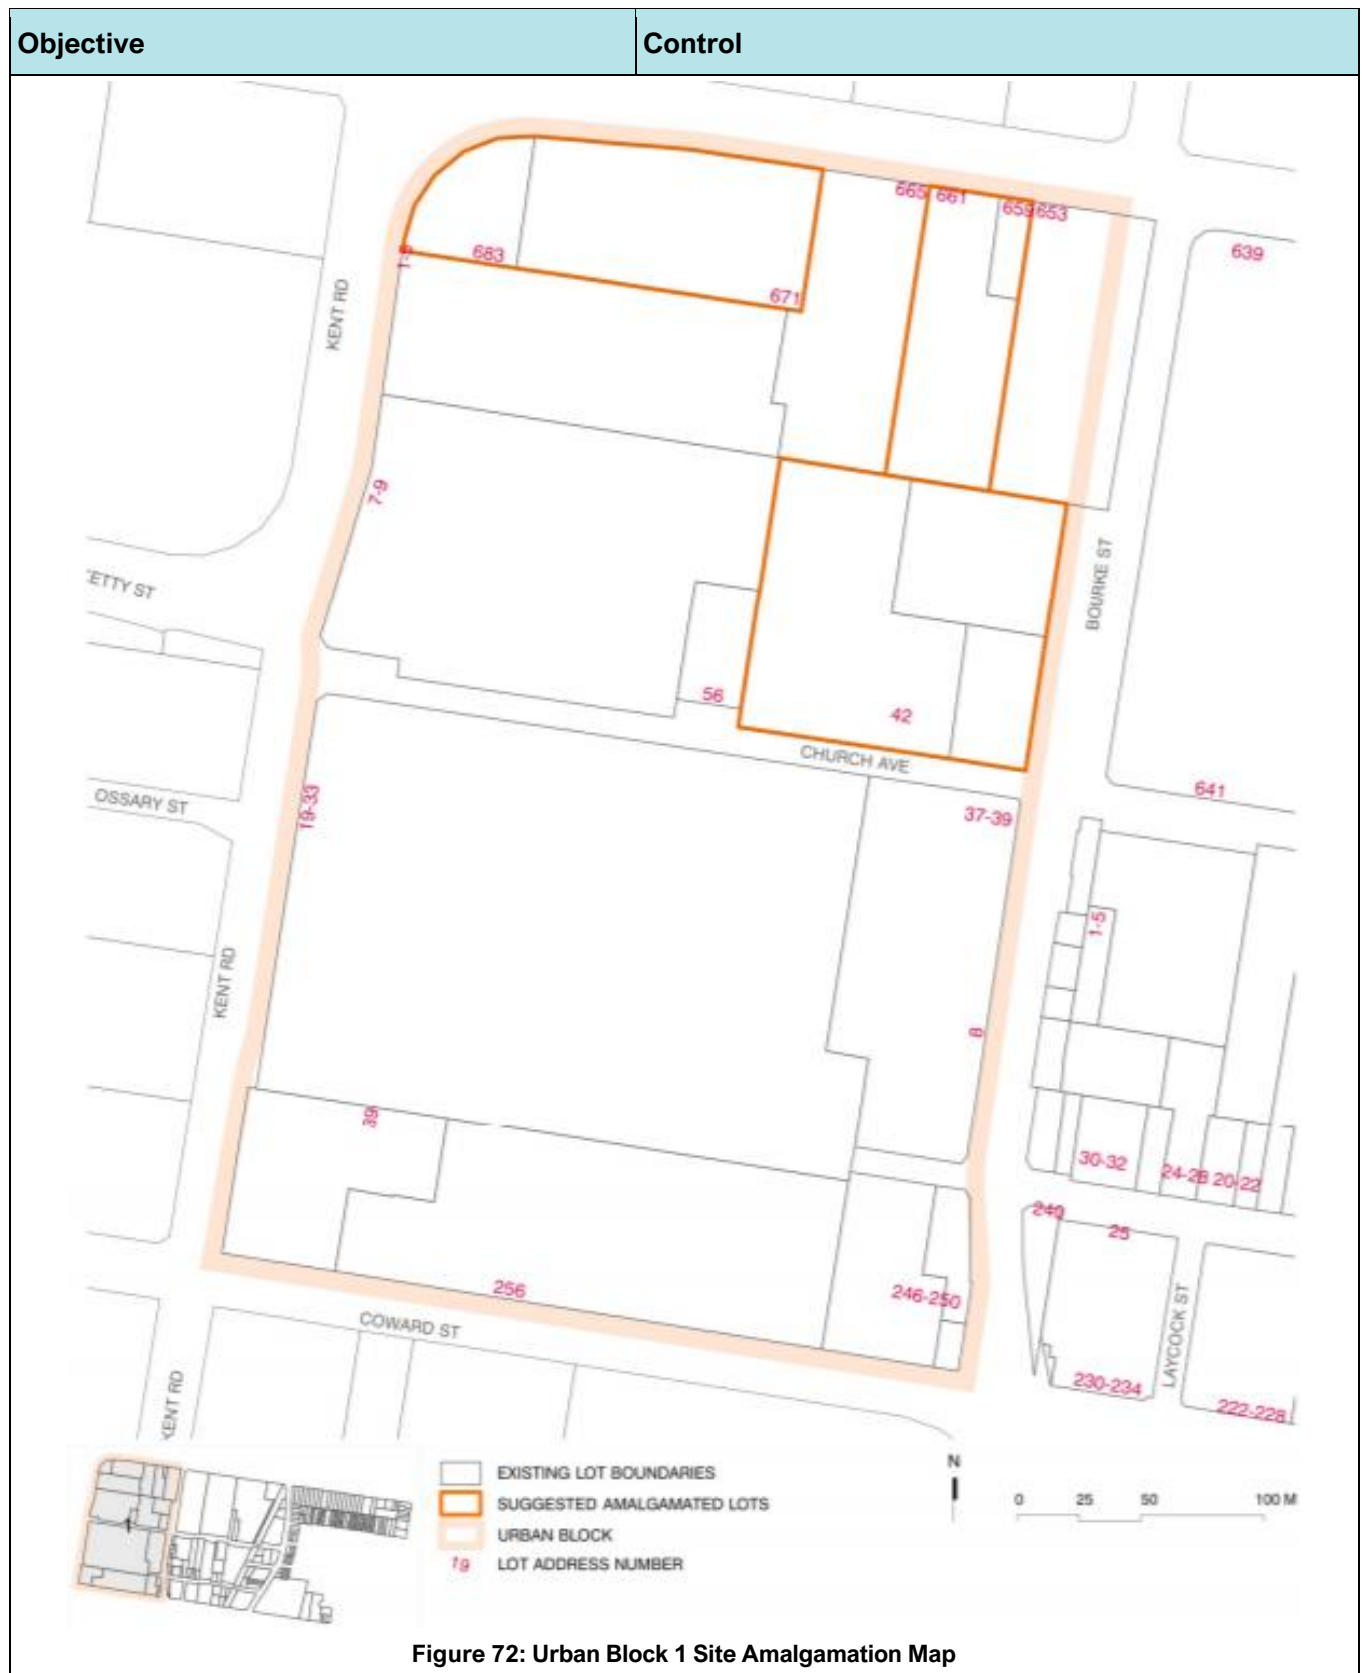 Objective
Control
665
661
659
653
639
683
1-
671
KENT RD
7-9
ETTY ST
BOURKE ST
56
42
CHURCH AVE
641
OSSARY ST
19-33
37-39
1-5
KENT RD
8
39
30-32
24-28
20-22
249
25
256
246-250
COWARD ST
LAYCOCK ST
230-234
222-228
KENT RD
1
EXISTING LOT BOUNDARIES
SUGGESTED AMALGAMATED LOTS
URBAN BLOCK
19 LOT ADDRESS NUMBER
N
0 25 50 100 M
Figure 72: Urban Block 1 Site Amalgamation Map